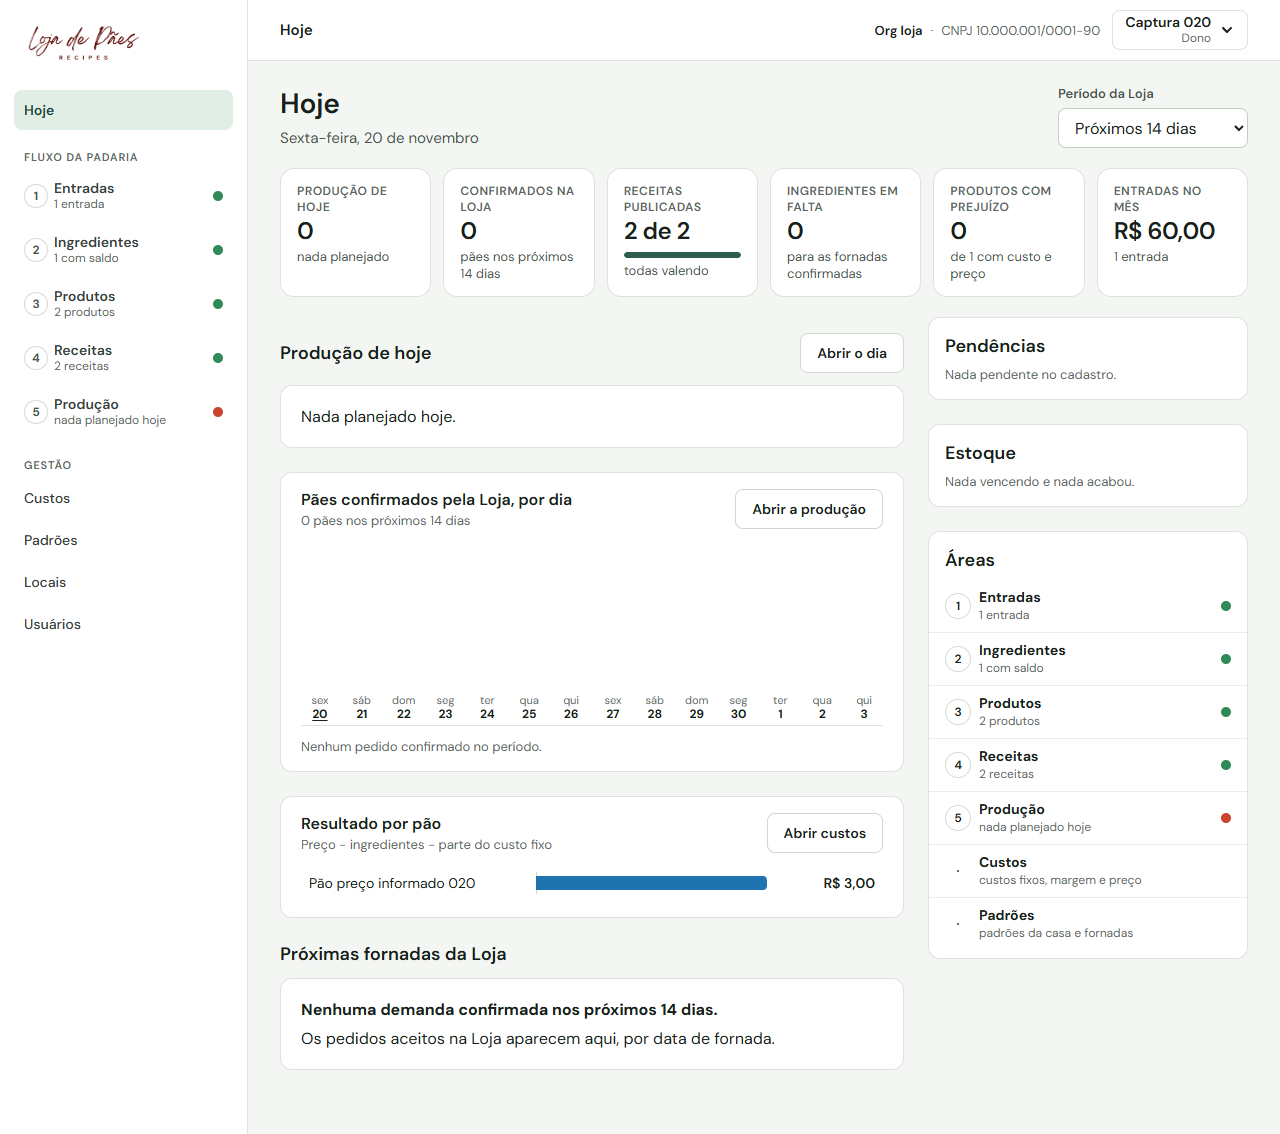 Loja de Pães
RECIPES
Hoje
FLUXO DA PADARIA
1
Entradas
1 entrada
2
Ingredientes
1 com saldo
3
Produtos
2 produtos
4
Receitas
2 receitas
5
Produção
nada planejado hoje
GESTÃO
Custos
Padrões
Locais
Usuários
Hoje
Org loja · CNPJ 10.000.001/0001-90
Captura 020
Dono
Hoje
Sexta-feira, 20 de novembro
Período da Loja
Próximos 14 dias
PRODUÇÃO DE
HOJE
0
nada planejado
CONFIRMADOS NA
LOJA
0
pães nos próximos
14 dias
RECEITAS
PUBLICADAS
2 de 2
todas valendo
INGREDIENTES EM
FALTA
0
para as fornadas
confirmadas
PRODUTOS COM
PREJUÍZO
0
de 1 com custo e
preço
ENTRADAS NO
MÊS
R$ 60,00
1 entrada
Produção de hoje
Abrir o dia
Nada planejado hoje.
Pães confirmados pela Loja, por dia
0 pães nos próximos 14 dias
Abrir a produção
sex sáb dom seg ter qua qui sex sáb dom seg ter qua qui
20 21 22 23 24 25 26 27 28 29 30 1 2 3
Nenhum pedido confirmado no período.
Resultado por pão
Preço − ingredientes − parte do custo fixo
Abrir custos
Pão preço informado 020
R$ 3,00
Próximas fornadas da Loja
Nenhuma demanda confirmada nos próximos 14 dias.
Os pedidos aceitos na Loja aparecem aqui, por data de fornada.
Pendências
Nada pendente no cadastro.
Estoque
Nada vencendo e nada acabou.
Áreas
1
Entradas
1 entrada
2
Ingredientes
1 com saldo
3
Produtos
2 produtos
4
Receitas
2 receitas
5
Produção
nada planejado hoje
·
Custos
custos fixos, margem e preço
·
Padrões
padrões da casa e fornadas